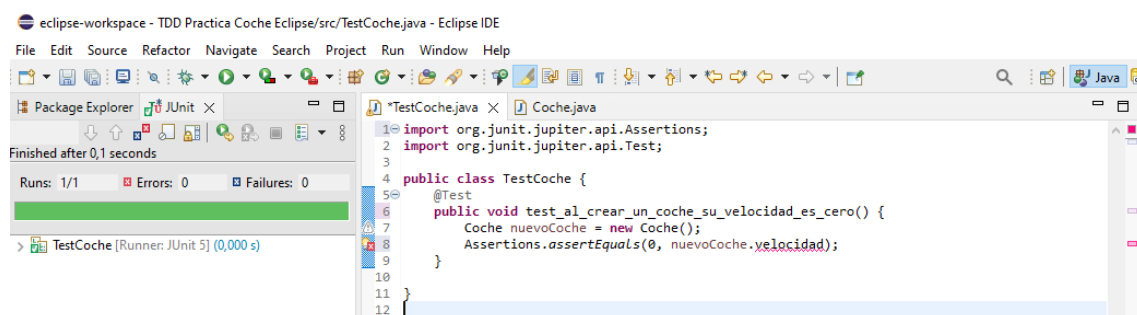 eclipse-workspace - TDD Practica Coche Eclipse/src/TestCoche.java - Eclipse IDE
File Edit Source Refactor Navigate Search Project Run Window Help
Java
Package Explorer JUnit
*TestCoche.java Coche.java
Finished after 0,1 seconds
Runs: 1/1 Errors: 0 Failures: 0
TestCoche [Runner: JUnit 5] (0,000 s)
1 import org.junit.jupiter.api.Assertions;
2 import org.junit.jupiter.api.Test;
3
4 public class TestCoche {
5 @Test
6 public void test_al_crear_un_coche_su_velocidad_es_cero() {
7 Coche nuevoCoche = new Coche();
8 Assertions.assertEquals(0, nuevoCoche.velocidad);
9 }
10
11 }
12